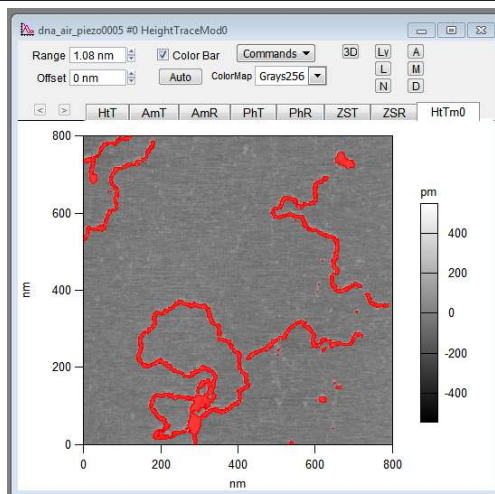 dna_air_piezo0005 #0 HeightTraceMod0
Range 1.08 nm Color Bar Commands 3D Ly A
L M
Offset 0 nm Auto ColorMap Grays256
N D
< > HtT AmT AmR PhT PhR ZST ZSR HtTm0
800
600
400
200
0
nm
0 200 400 600 800
nm
pm
400
200
0
-200
-400